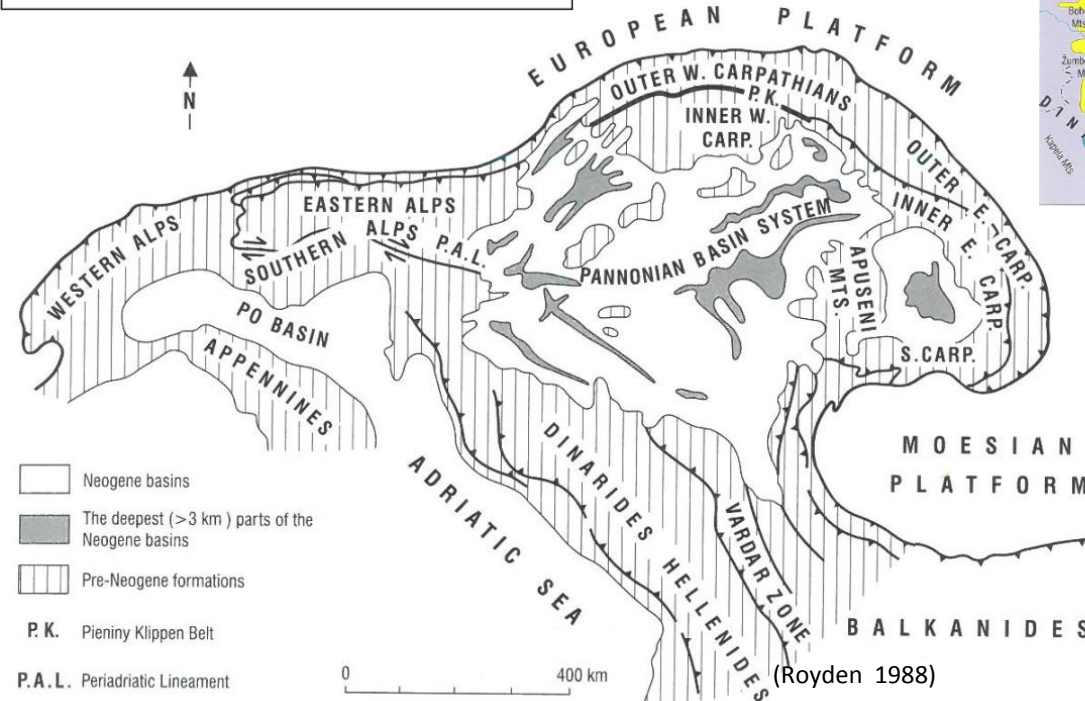 EUROPEAN PLATFORM
OUTER W. CARPATHIANS
P.K.
INNER W.
CARP.
N
OUTER E. CARP.
INNER E. CARP.
EASTERN ALPS
WESTERN ALPS
SOUTHERN ALPS
P.A.L.
PANNONIAN BASIN SYSTEM
APUSENI
MTS.
PO BASIN
S. CARP.
APPENNINES
MOESIAN
PLATFORM
DINARIDES HELLENIDES
ADRIATIC SEA
VARDAR ZONE
BALKANIDES
Neogene basins
The deepest (>3 km ) parts of the
Neogene basins
Pre-Neogene formations
P.K. Pieniny Klippen Belt
P.A.L. Periadriatic Lineament
0 400 km
(Royden 1988)
Mts
Kapela Mts